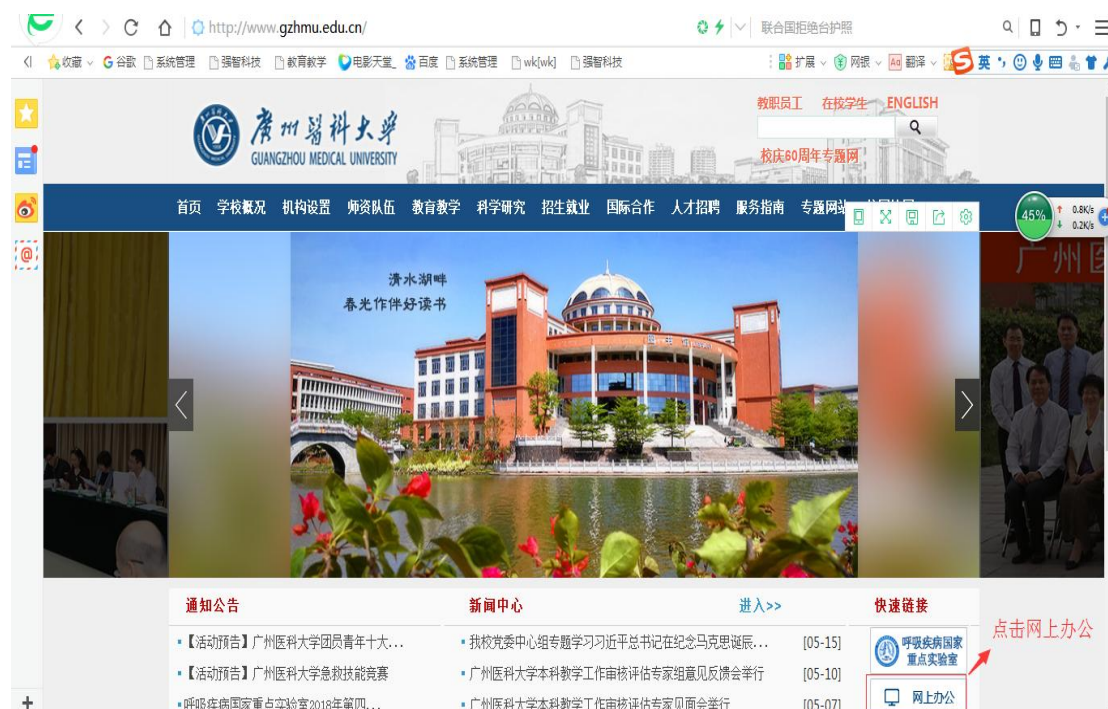 http://www.gzhmu.edu.cn/
联合国拒绝台护照
收藏 谷歌 系统管理 强智科技 教育教学 电影天堂_ 百度 系统管理 wk[wk] 强智科技 扩展 网银 翻译 英
教职员工 在校学生 ENGLISH
廣州醫科大學
GUANGZHOU MEDICAL UNIVERSITY
校庆60周年专题网
首页 学校概况 机构设置 师资队伍 教育教学 科学研究 招生就业 国际合作 人才招聘 服务指南 专题网站
45% 0.8K/s
0.2K/s
广州医
清水湖畔
春光作伴好读书
通知公告 新闻中心 进入>> 快速链接
点击网上办公
【活动预告】广州医科大学团员青年十大... 我校党委中心组专题学习习近平总书记在纪念马克思诞辰... [05-15]
呼吸疾病国家
重点实验室
【活动预告】广州医科大学急救技能竞赛 广州医科大学本科教学工作审核评估专家组意见反馈会举行 [05-10]
网上办公
呼吸疾病国家重点实验室2018年第四... 广州医科大学本科教学工作审核评估专家见面会举行 [05-07]